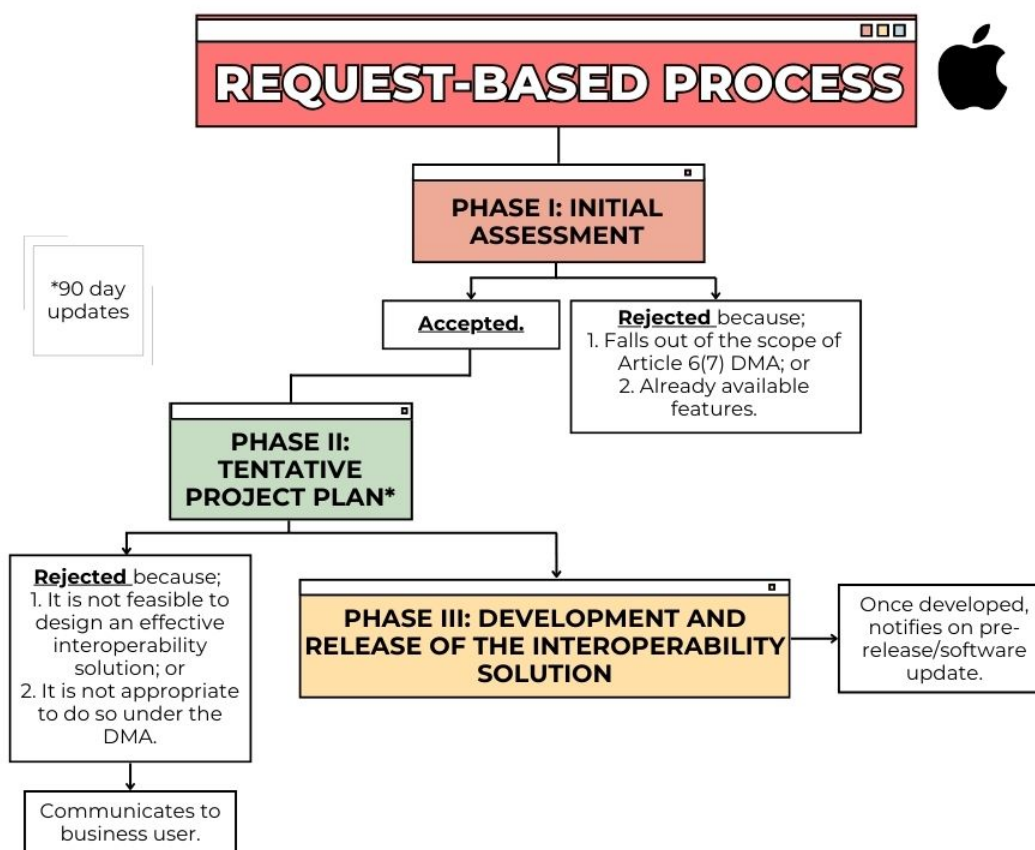 REQUEST-BASED PROCESS
PHASE I: INITIAL
ASSESSMENT
*90 day
updates
Accepted.
Rejected because;
1. Falls out of the scope of
Article 6(7) DMA; or
2. Already available
features.
PHASE II:
TENTATIVE
PROJECT PLAN*
Rejected because;
1. It is not feasible to
design an effective
interoperability
solution; or
2. It is not appropriate
to do so under the
DMA.
PHASE III: DEVELOPMENT AND
RELEASE OF THE INTEROPERABILITY
SOLUTION
Once developed,
notifies on pre-
release/software
update.
Communicates to
business user.